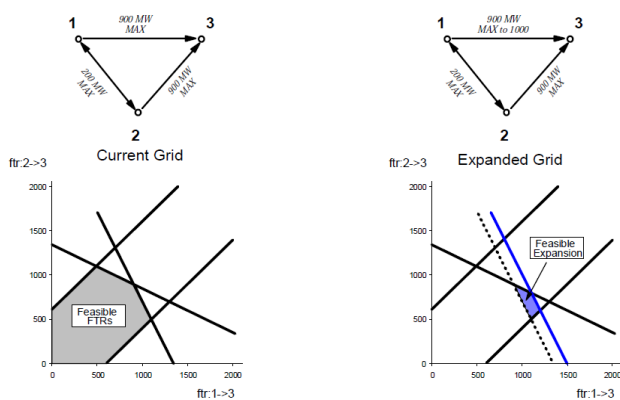 900 MW
MAX
1
3
200 MW
MAX
900 MW
MAX
2
Current Grid
900 MW
MAX to 1000
1
3
200 MW
MAX
900 MW
MAX
2
Expanded Grid
ftr:2->3
2000
1500
1000
500
0
Feasible
FTRs
0 500 1000 1500 2000
ftr:1->3
ftr:2->3
2000
1500
1000
500
0
Feasible
Expansion
0 500 1000 1500 2000
ftr:1->3